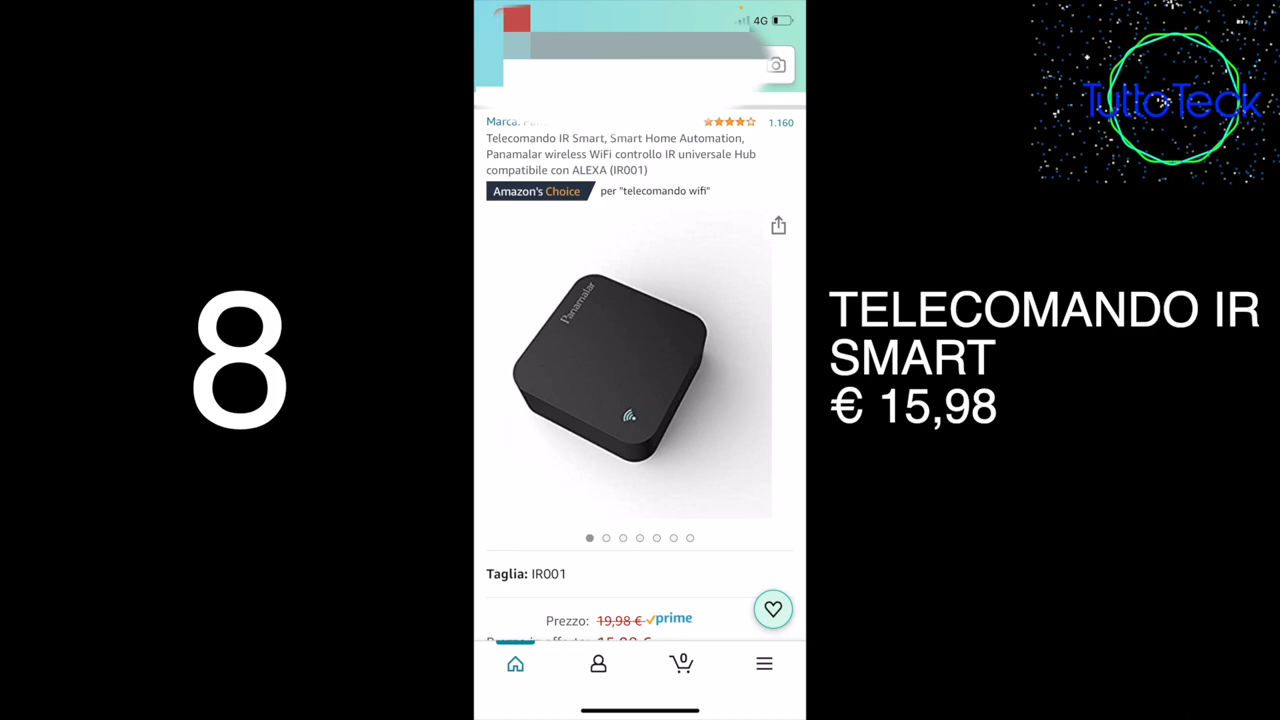 8
4G
Marca:
1.160
Telecomando IR Smart, Smart Home Automation,
Panamalar wireless WiFi controllo IR universale Hub
compatibile con ALEXA (IR001)
Amazon's Choice per "telecomando wifi"
Panamalar
Taglia: IR001
Prezzo: 19,98 € prime
0
TuttoTeck
TELECOMANDO IR
SMART
€ 15,98